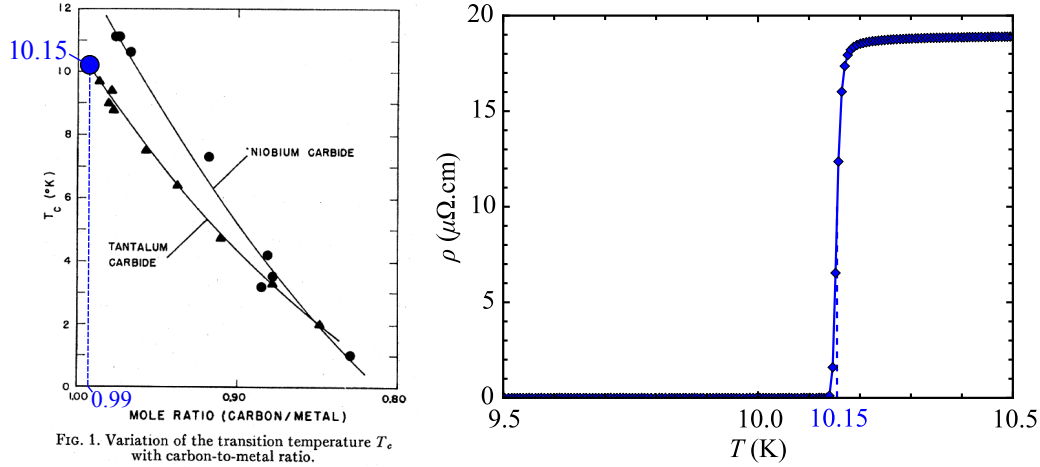 12
10.15
10
8
6
4
2
0
T_c (°K)
NIOBIUM CARBIDE
TANTALUM
CARBIDE
1.00
0.99
0.90
0.80
MOLE RATIO (CARBON/METAL)
FIG. 1. Variation of the transition temperature T_c
with carbon-to-metal ratio.
20
15
10
5
0
ρ (μΩ.cm)
9.5
10.0
10.15
10.5
T (K)